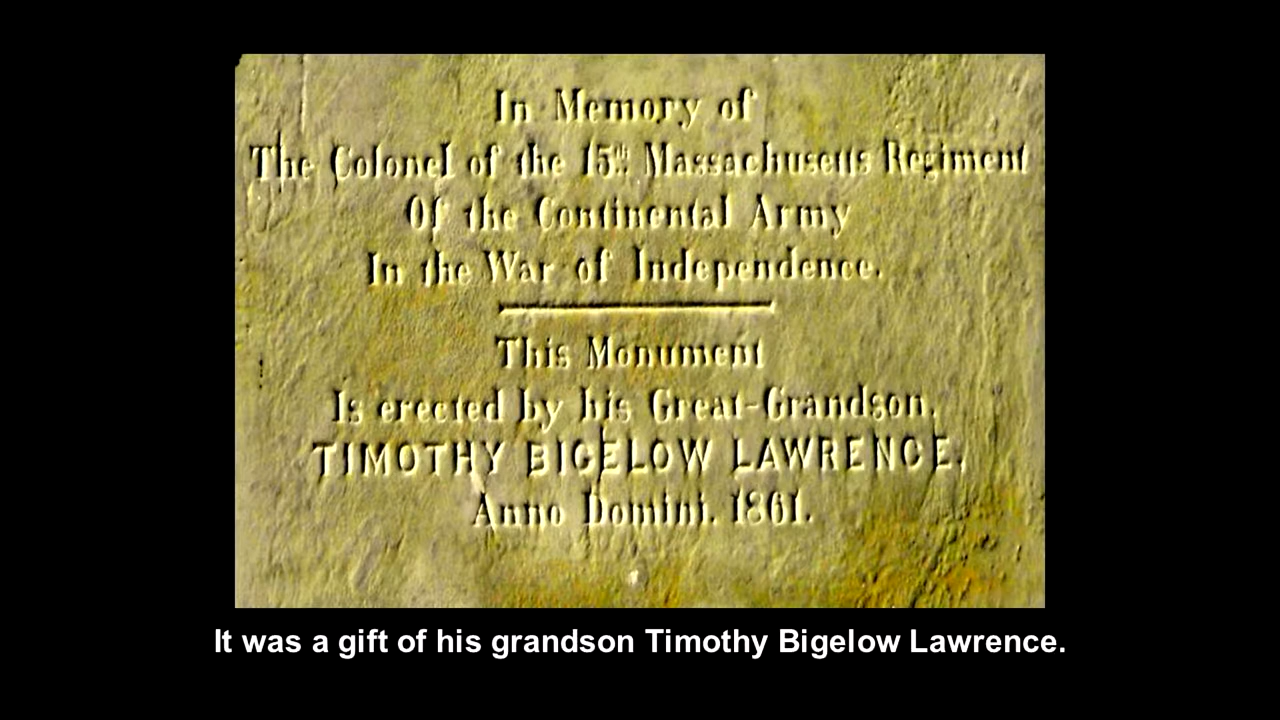 In Memory of
The Colonel of the 15th Massachusetts Regiment
Of the Continental Army
In the War of Independence.
This Monument
Is erected by his Great-Grandson,
TIMOTHY BIGELOW LAWRENCE,
Anno Domini. 1861.
It was a gift of his grandson Timothy Bigelow Lawrence.